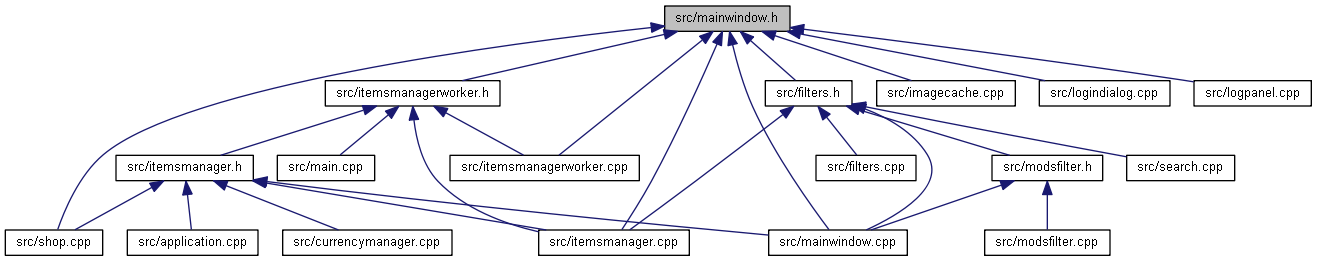 src/mainwindow.h
src/itemsmanagerworker.h
src/filters.h
src/imagecache.cpp
src/logindialog.cpp
src/logpanel.cpp
src/itemsmanager.h
src/main.cpp
src/itemsmanagerworker.cpp
src/filters.cpp
src/modsfilter.h
src/search.cpp
src/shop.cpp
src/application.cpp
src/currencymanager.cpp
src/itemsmanager.cpp
src/mainwindow.cpp
src/modsfilter.cpp